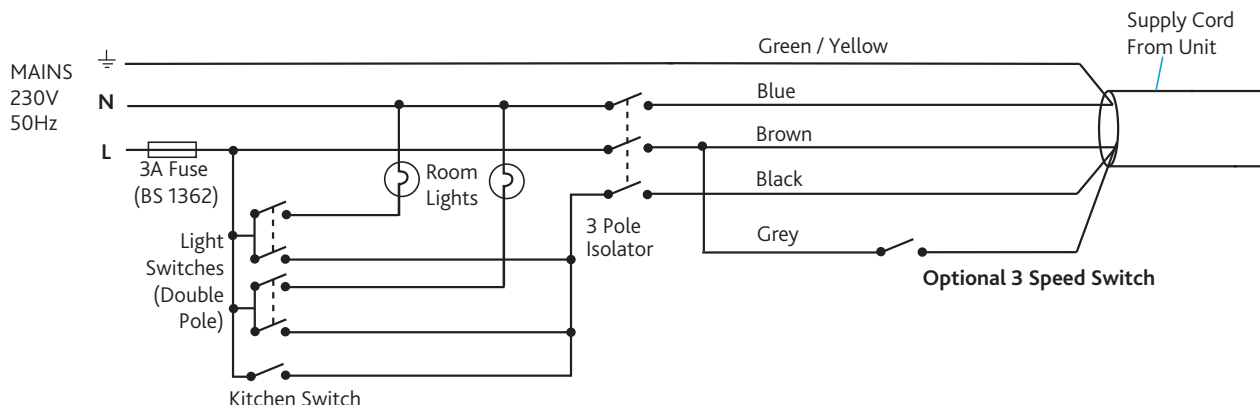 Supply Cord
From Unit
Green / Yellow
MAINS
230V
50Hz
N
Blue
L
Brown
3A Fuse
(BS 1362)
Room
Lights
Black
3 Pole
Isolator
Grey
Light
Switches
(Double
Pole)
Optional 3 Speed Switch
Kitchen Switch